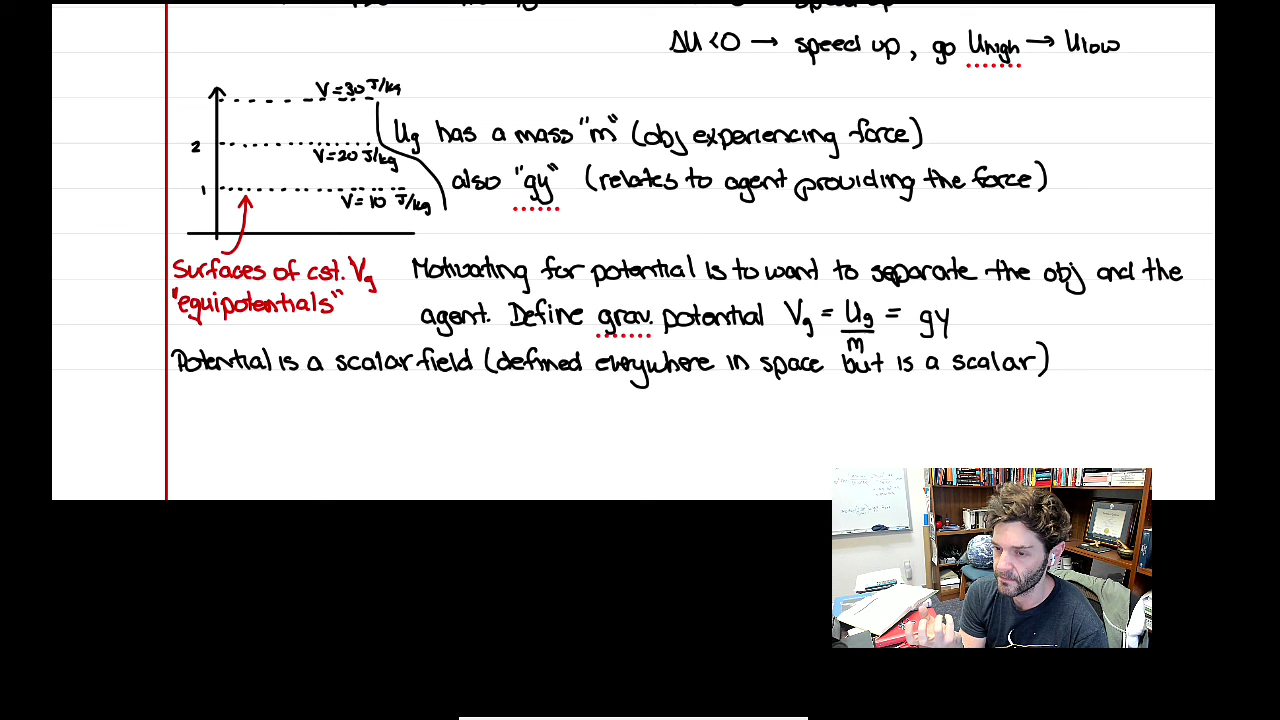 ΔU<0 → speed up, go Uhigh → Ulow
V=30 J/kg
Ug has a mass "m" (obj experiencing force)
2
V=20 J/kg
also "gy" (relates to agent providing the force)
1
V=10 J/kg
Surfaces of cst. Vg
"equipotentials"
Motivating for potential is to want to separate the obj and the
agent. Define grav. potential Vg = Ug/m = gy
Potential is a scalar field (defined everywhere in space but is a scalar)